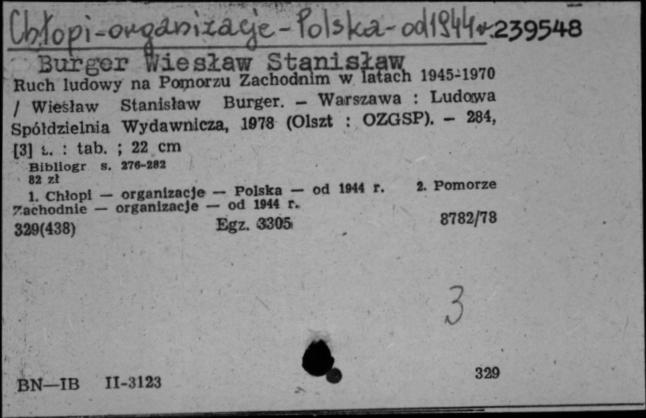 Chłopi-organizacje-Polska-od1944r. 239548
Burger Wiesław Stanisław
Ruch ludowy na Pomorzu Zachodnim w latach 1945-1970
/ Wiesław Stanisław Burger. — Warszawa : Ludowa
Spółdzielnia Wydawnicza, 1978 (Olszt : OZGSP). — 284,
[3] s. : tab. ; 22 cm
Bibliogr s. 276-282
82 zł
1. Chłopi — organizacje — Polska — od 1944 r. 2. Pomorze
Zachodnie — organizacje — od 1944 r.
329(438) Egz. 3305 8782/78
3
BN—IB II-3123 329